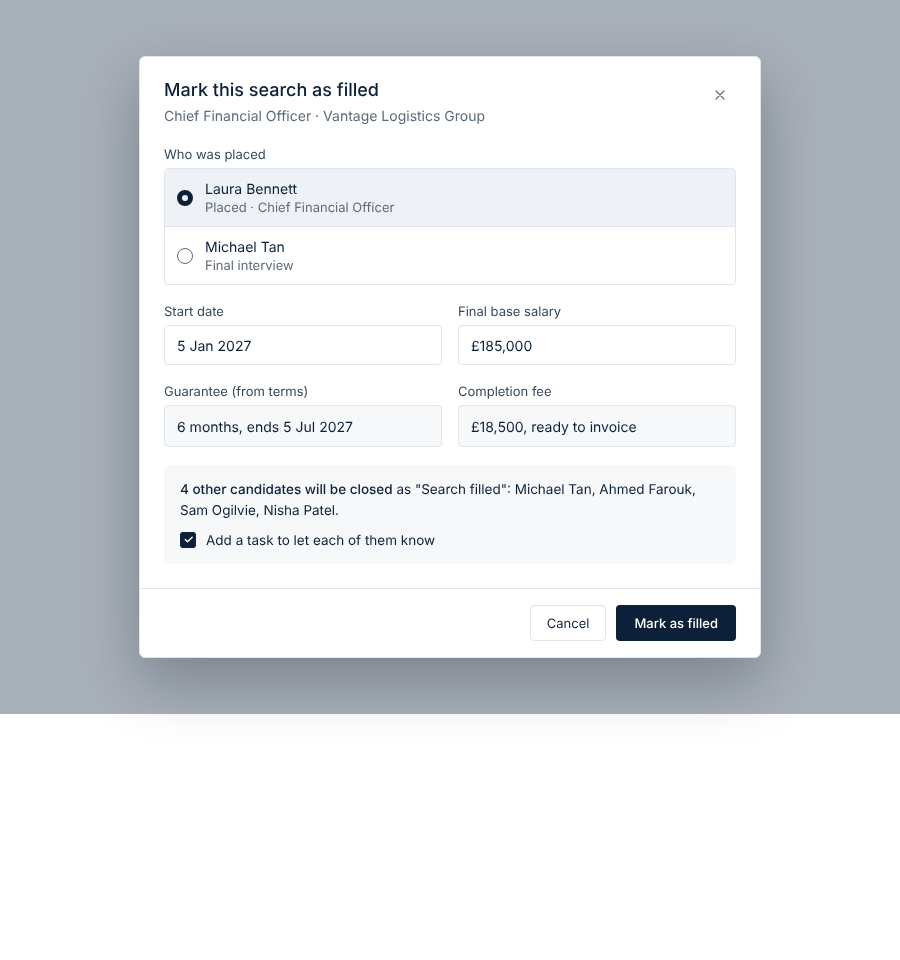 Mark this search as filled
Chief Financial Officer · Vantage Logistics Group
Who was placed
Laura Bennett
Placed · Chief Financial Officer
Michael Tan
Final interview
Start date
Final base salary
5 Jan 2027
£185,000
Guarantee (from terms)
Completion fee
6 months, ends 5 Jul 2027
£18,500, ready to invoice
4 other candidates will be closed as "Search filled": Michael Tan, Ahmed Farouk,
Sam Ogilvie, Nisha Patel.
Add a task to let each of them know
Cancel
Mark as filled